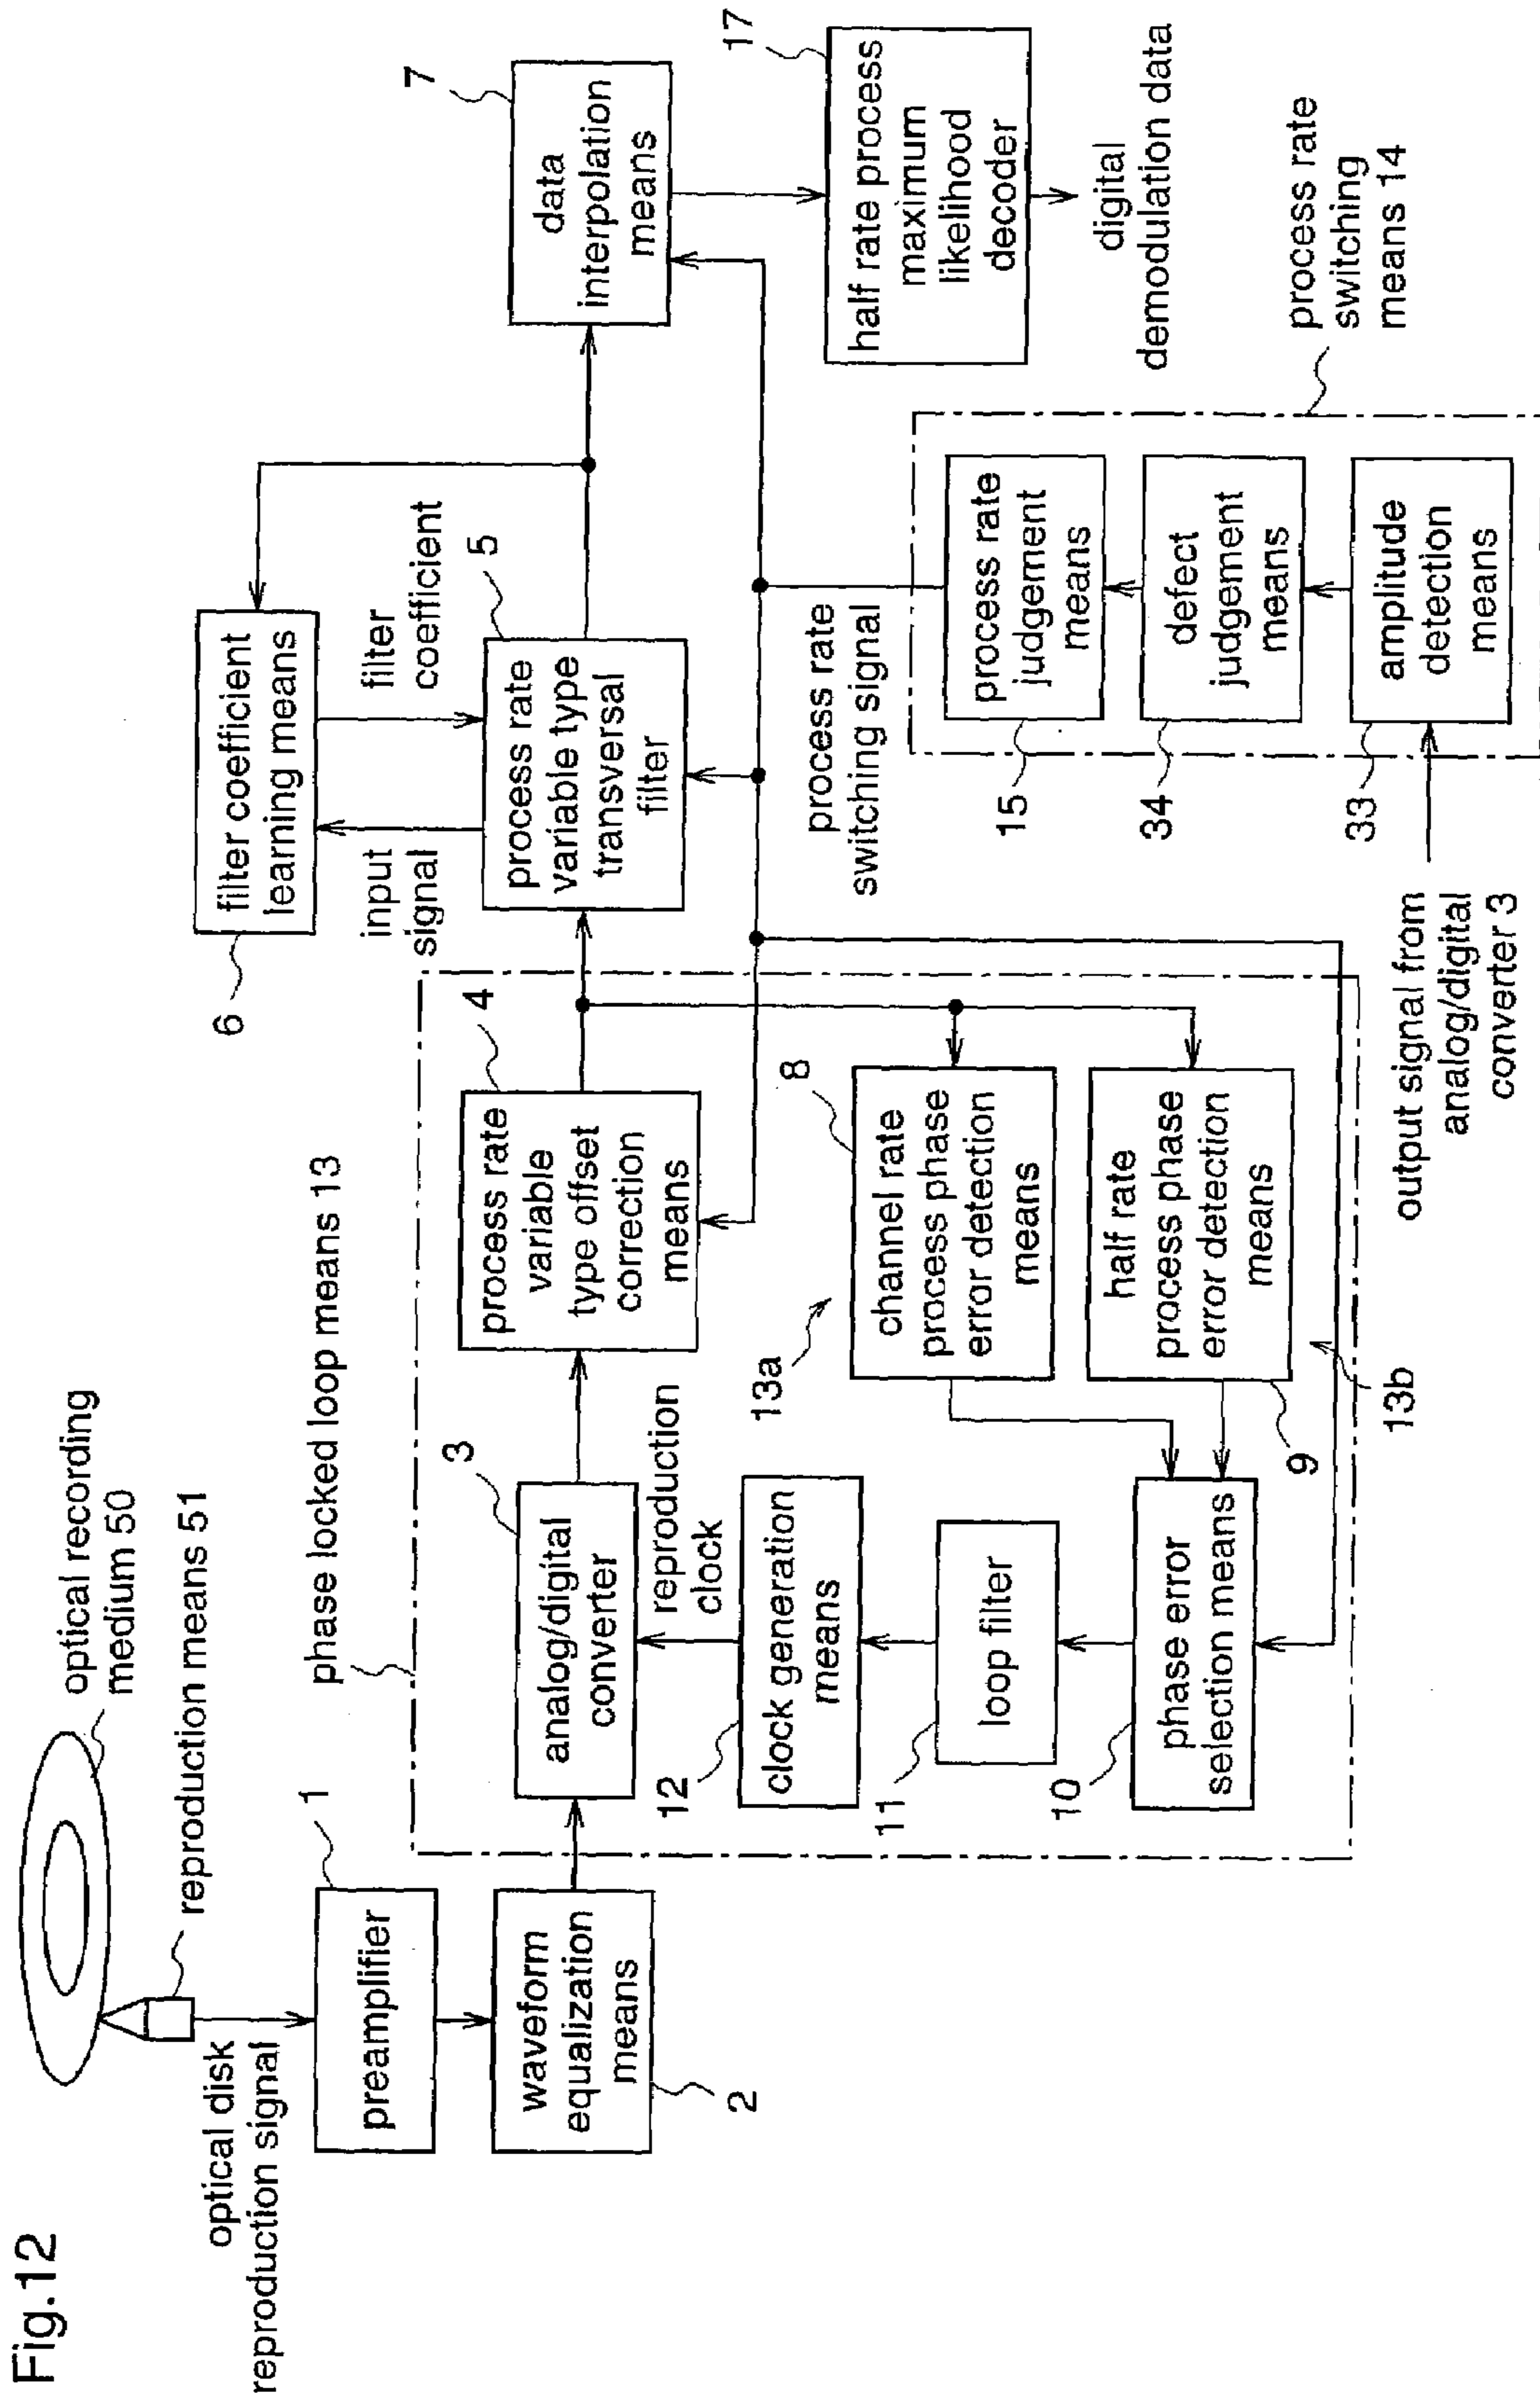 Fig.12
optical recording
medium 50
reproduction means 51
optical disk
reproduction signal
1
preamplifier
waveform
equalization
means
2
phase locked loop means 13
3
analog/digital
converter
reproduction
clock
12
clock generation
means
11
loop filter
10
phase error
selection means
4
process rate
variable
type offset
correction
means
13a
8
channel rate
process phase
error detection
means
half rate
process phase
error detection
means
9
13b
6
filter coefficient
learning means
input
signal
filter
coefficient
5
process rate
variable type
transversal
filter
process rate
switching signal
7
data
interpolation
means
17
half rate process
maximum
likelihood
decoder
digital
demodulation data
process rate
switching
means 14
15
process rate
judgement
means
34
defect
judgement
means
33
amplitude
detection
means
output signal from
analog/digital
converter 3